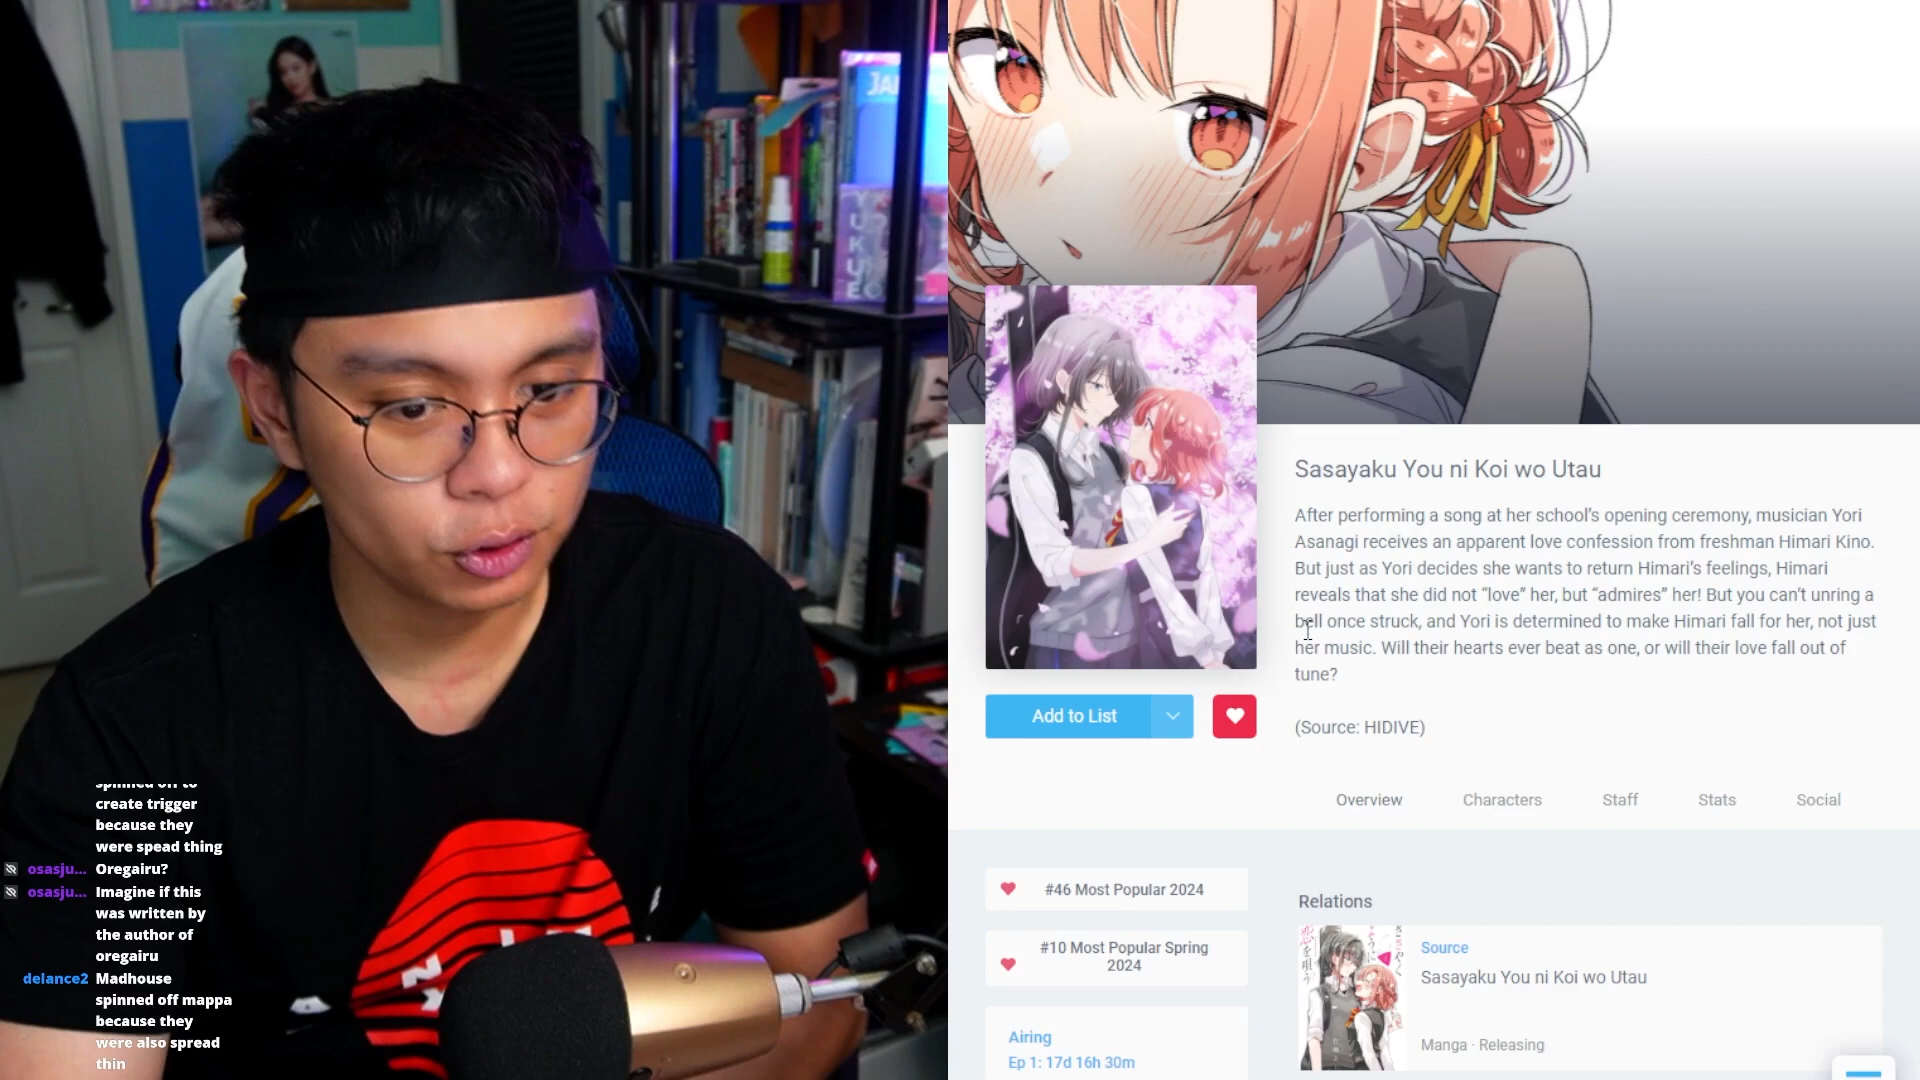 JA
spinned off to
create trigger
because they
were spead thing
osasju... Oregairu?
osasju... Imagine if this
was written by
the author of
oregairu
delance2 Madhouse
spinned off mappa
because they
were also spread
thin
Sasayaku You ni Koi wo Utau
After performing a song at her school’s opening ceremony, musician Yori
Asanagi receives an apparent love confession from freshman Himari Kino.
But just as Yori decides she wants to return Himari’s feelings, Himari
reveals that she did not “love” her, but “admires” her! But you can’t unring a
bell once struck, and Yori is determined to make Himari fall for her, not just
her music. Will their hearts ever beat as one, or will their love fall out of
tune?
(Source: HIDIVE)
Add to List
Overview Characters Staff Stats Social
#46 Most Popular 2024
#10 Most Popular Spring
2024
Airing
Ep 1: 17d 16h 30m
Relations
Source
Sasayaku You ni Koi wo Utau
Manga · Releasing